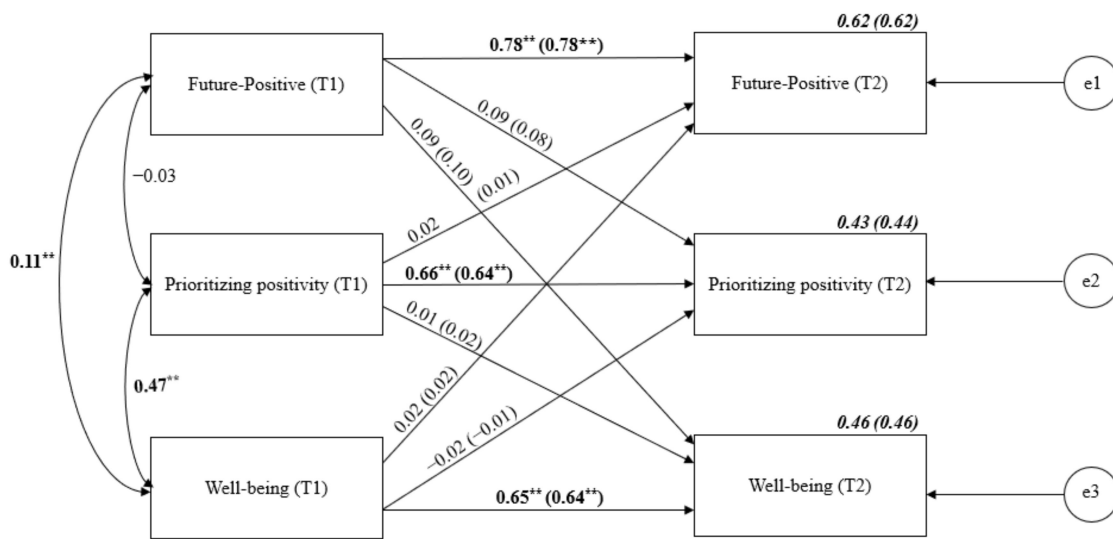 0.62 (0.62)
0.78** (0.78**)
Future-Positive (T1)
Future-Positive (T2)
e1
0.09 (0.08)
0.09 (0.10)
(0.01)
0.02
−0.03
0.11**
0.43 (0.44)
0.66** (0.64**)
Prioritizing positivity (T1)
Prioritizing positivity (T2)
e2
0.01 (0.02)
0.47**
0.02 (0.02)
−0.02 (−0.01)
0.46 (0.46)
0.65** (0.64**)
Well-being (T1)
Well-being (T2)
e3